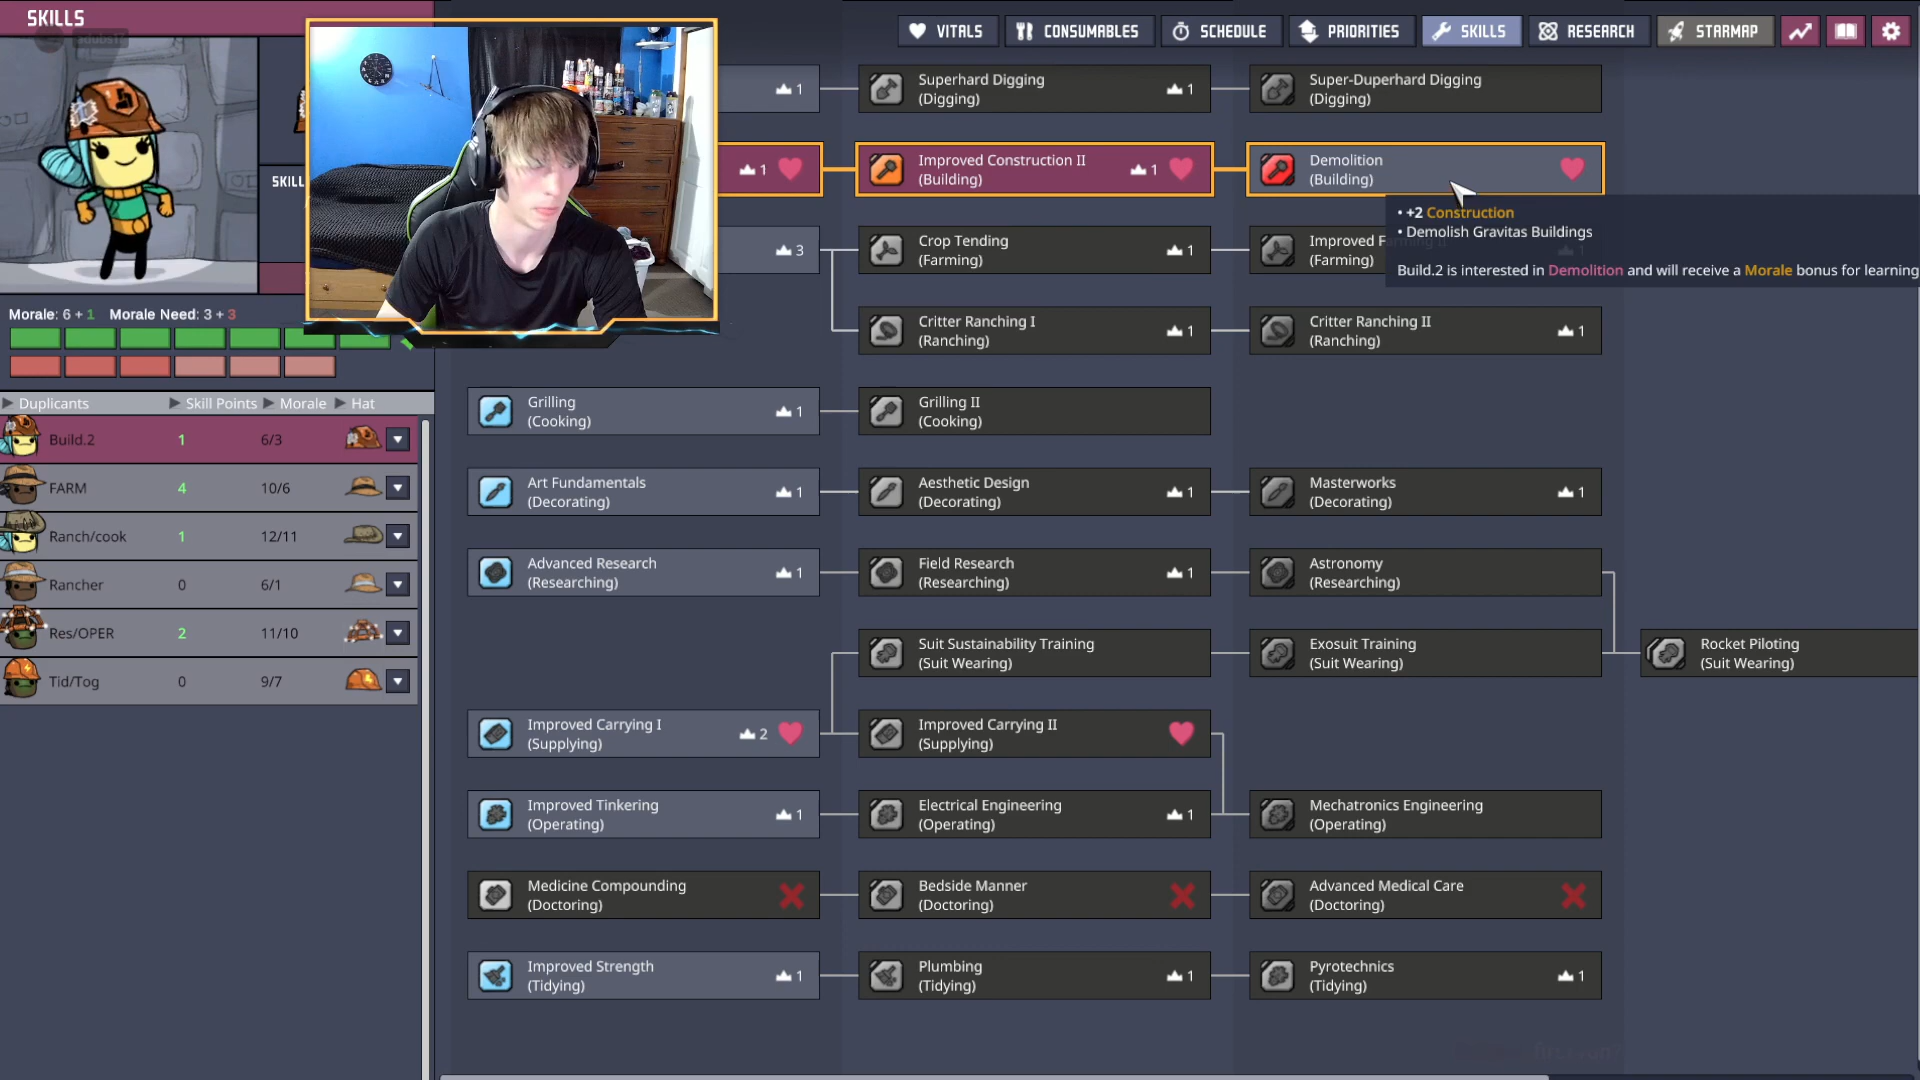 SKILLS
VITALS
CONSUMABLES
SCHEDULE
PRIORITIES
SKILLS
RESEARCH
STARMAP
1
Superhard Digging
(Digging)
1
Super-Duperhard Digging
(Digging)
1
Improved Construction II
(Building)
1
Demolition
(Building)
• +2 Construction
• Demolish Gravitas Buildings
Build.2 is interested in Demolition and will receive a Morale bonus for learning
3
Crop Tending
(Farming)
1
(Farming)
Critter Ranching I
(Ranching)
1
Critter Ranching II
(Ranching)
1
Morale: 6 + 1 Morale Need: 3 + 3
Duplicants Skill Points Morale Hat
Build.2 1 6/3
FARM 4 10/6
Ranch/cook 1 12/11
Rancher 0 6/1
Res/OPER 2 11/10
Tid/Tog 0 9/7
Grilling
(Cooking)
1
Grilling II
(Cooking)
Art Fundamentals
(Decorating)
1
Aesthetic Design
(Decorating)
1
Masterworks
(Decorating)
1
Advanced Research
(Researching)
1
Field Research
(Researching)
1
Astronomy
(Researching)
Suit Sustainability Training
(Suit Wearing)
Exosuit Training
(Suit Wearing)
Rocket Piloting
(Suit Wearing)
Improved Carrying I
(Supplying)
2
Improved Carrying II
(Supplying)
Improved Tinkering
(Operating)
1
Electrical Engineering
(Operating)
1
Mechatronics Engineering
(Operating)
Medicine Compounding
(Doctoring)
Bedside Manner
(Doctoring)
Advanced Medical Care
(Doctoring)
Improved Strength
(Tidying)
1
Plumbing
(Tidying)
1
Pyrotechnics
(Tidying)
1